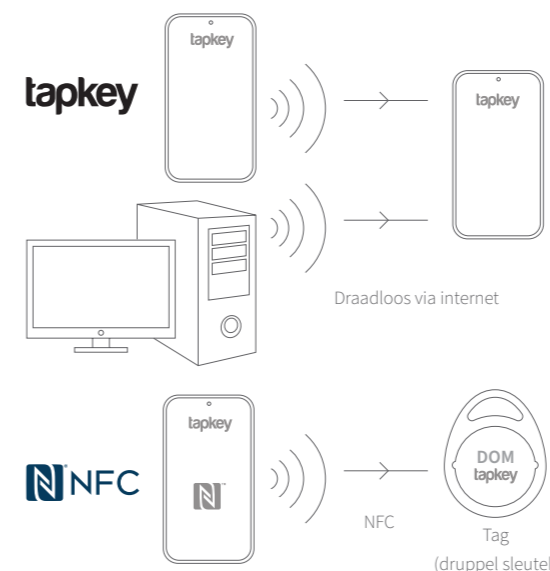 tapkey
tapkey
tapkey
Draadloos via internet
tapkey
NFC
DOM
tapkey
NFC
Tag
(druppel sleutel